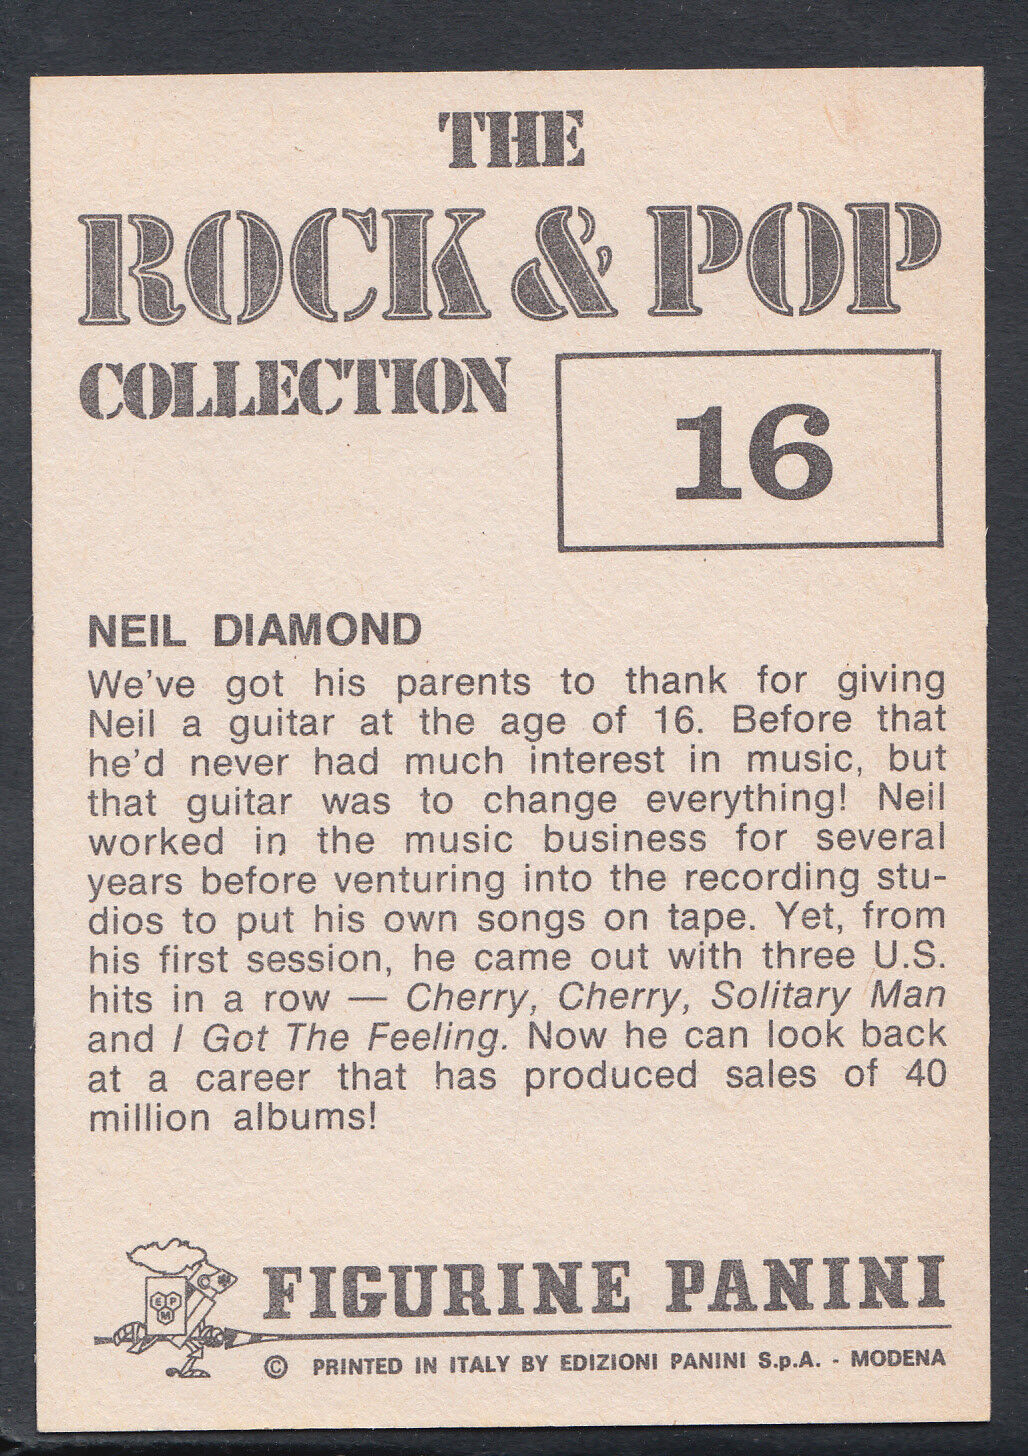 THE
ROCK & POP
COLLECTION
16
NEIL DIAMOND
We've got his parents to thank for giving
Neil a guitar at the age of 16. Before that
he'd never had much interest in music, but
that guitar was to change everything! Neil
worked in the music business for several
years before venturing into the recording stu-
dios to put his own songs on tape. Yet, from
his first session, he came out with three U.S.
hits in a row — Cherry, Cherry, Solitary Man
and I Got The Feeling. Now he can look back
at a career that has produced sales of 40
million albums!
EPM
FIGURINE PANINI
© PRINTED IN ITALY BY EDIZIONI PANINI S.p.A. - MODENA